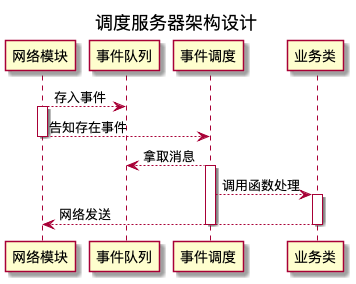 调度服务器架构设计
网络模块 事件队列 事件调度 业务类
存入事件
告知存在事件
拿取消息
调用函数处理
网络发送
网络模块 事件队列 事件调度 业务类